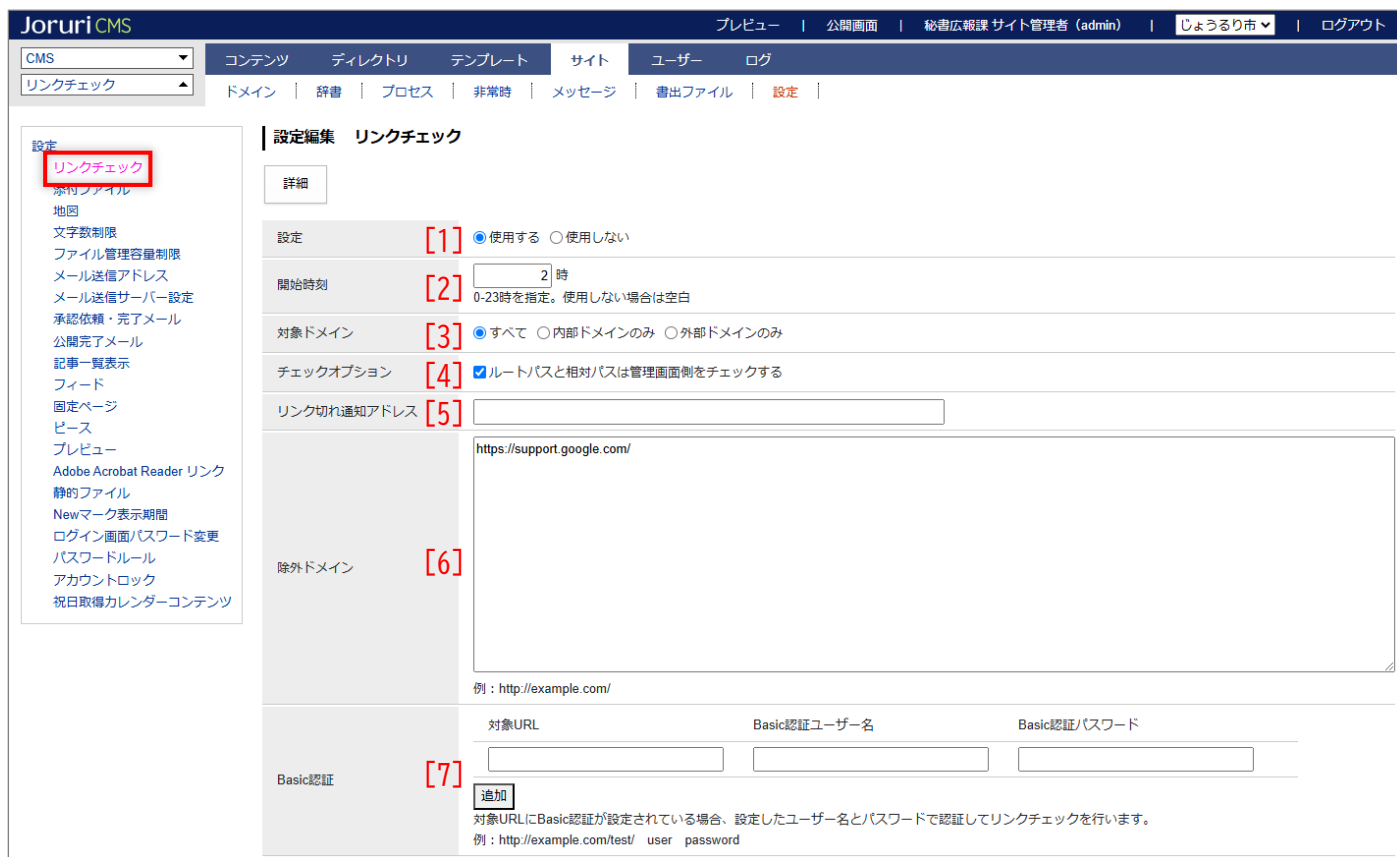 Joruri CMS プレビュー | 公開画面 | 秘書広報課 サイト管理者（admin） | じょうるり市 | ログアウト
CMS コンテンツ ディレクトリ テンプレート サイト ユーザー ログ
リンクチェック ドメイン 辞書 プロセス 非常時 メッセージ 書出ファイル 設定
設定
リンクチェック
添付ファイル
地図
文字数制限
ファイル管理容量制限
メール送信アドレス
メール送信サーバー設定
承認依頼・完了メール
公開完了メール
記事一覧表示
フィード
固定ページ
ピース
プレビュー
Adobe Acrobat Reader リンク
静的ファイル
Newマーク表示期間
ログイン画面パスワード変更
パスワードルール
アカウントロック
祝日取得カレンダーコンテンツ
設定編集 リンクチェック
詳細
設定 [1] 使用する 使用しない
開始時刻 [2] 2 時
0-23時を指定。使用しない場合は空白
対象ドメイン [3] すべて 内部ドメインのみ 外部ドメインのみ
チェックオプション [4] ルートパスと相対パスは管理画面側をチェックする
リンク切れ通知アドレス [5]
除外ドメイン [6] https://support.google.com/
例：http://example.com/
Basic認証 [7] 対象URL Basic認証ユーザー名 Basic認証パスワード
追加
対象URLにBasic認証が設定されている場合、設定したユーザー名とパスワードで認証してリンクチェックを行います。
例：http://example.com/test/ user password